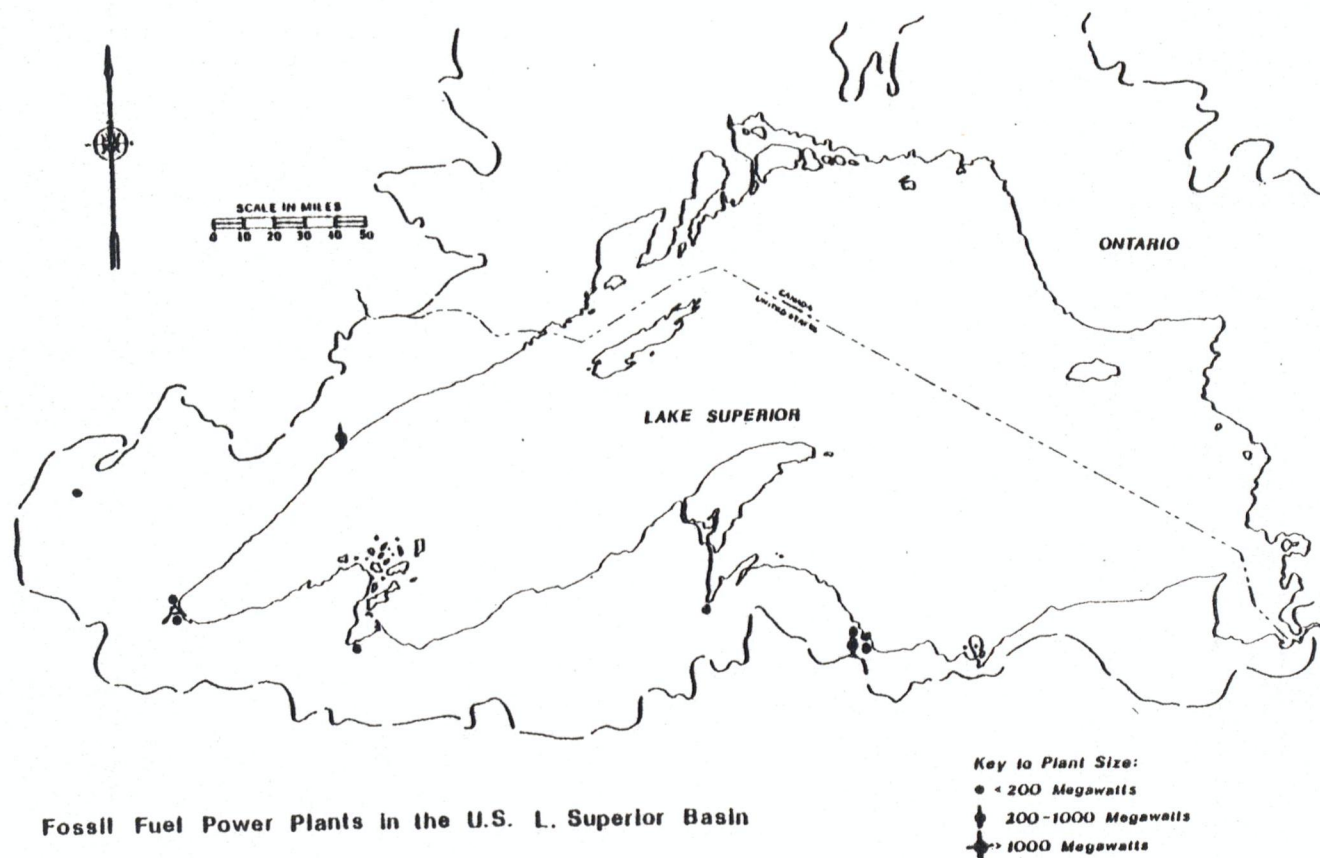 SCALE IN MILES
0 10 20 30 40 50
ONTARIO
CANADA
UNITED STATES
LAKE SUPERIOR
Key to Plant Size:
< 200 Megawatts
200-1000 Megawatts
> 1000 Megawatts
Fossil Fuel Power Plants in the U.S. L. Superior Basin